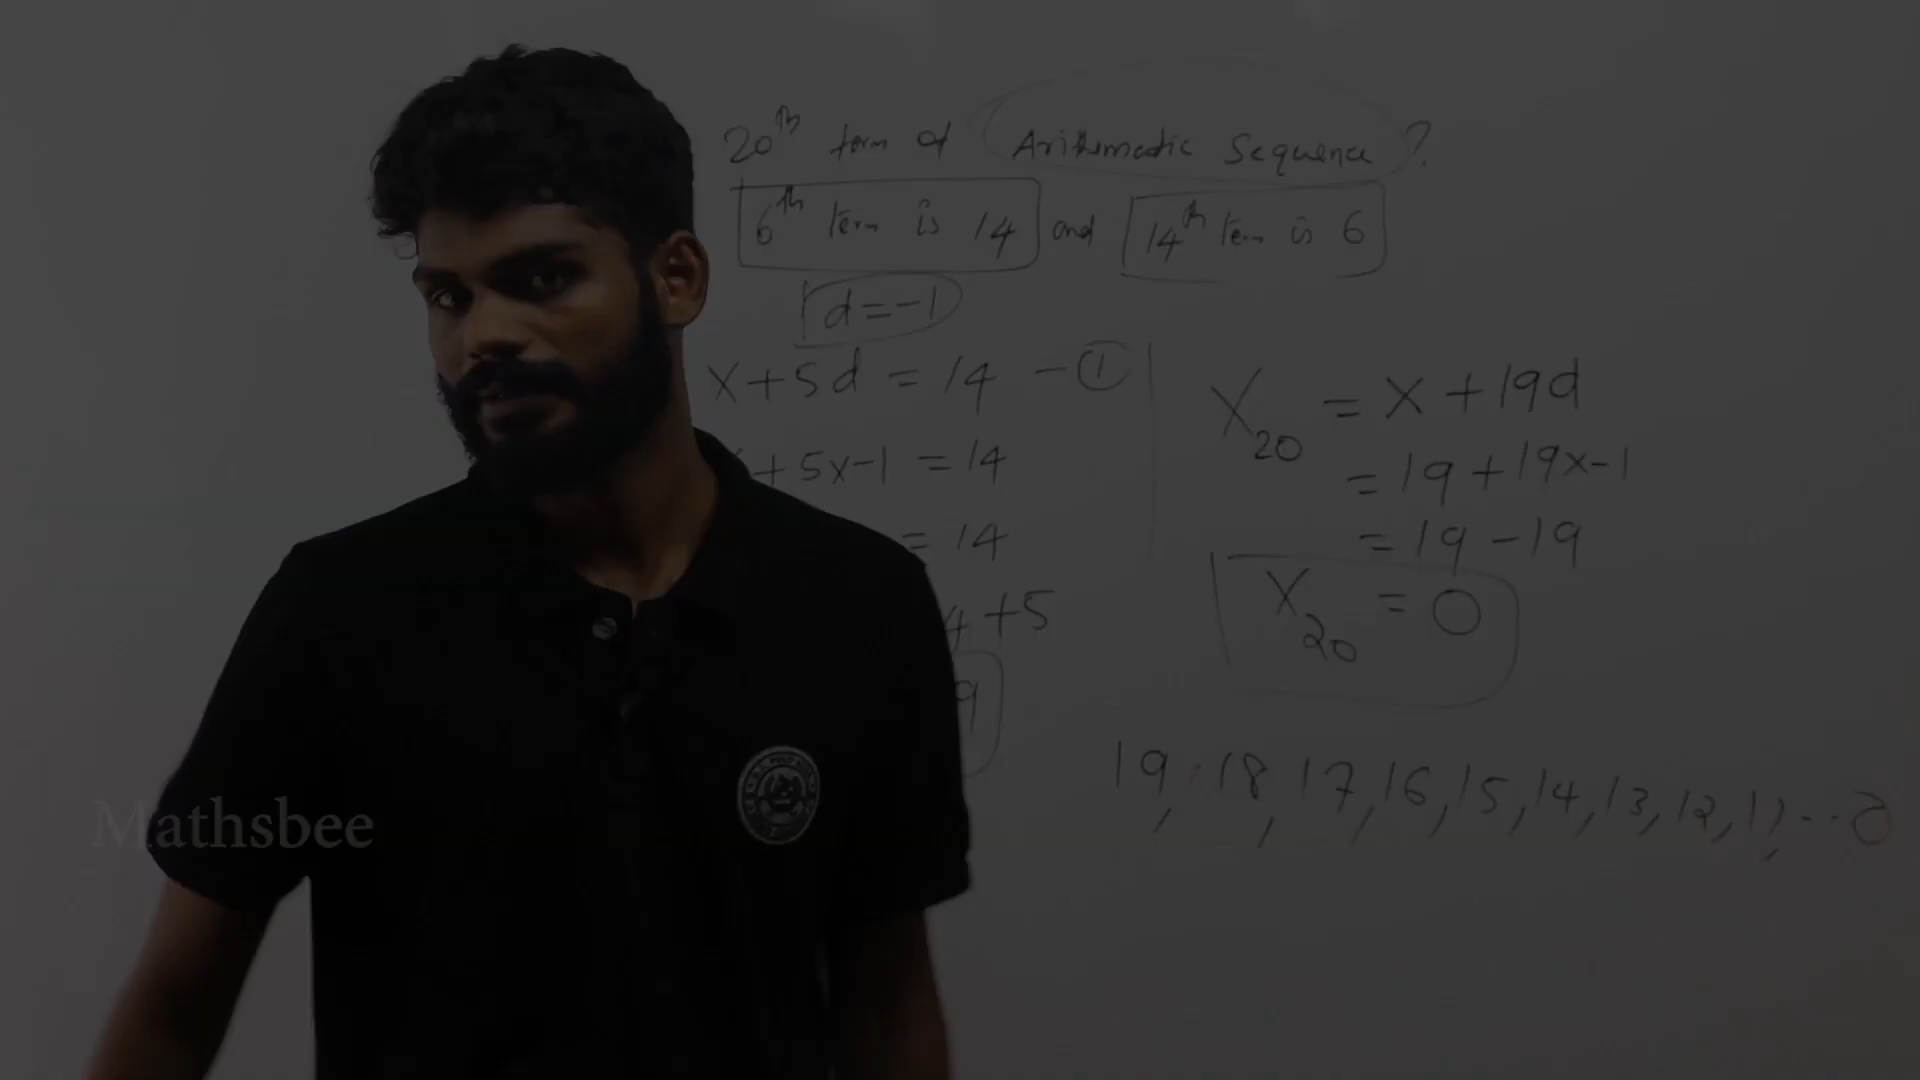 20th term of Arithmetic Sequence ?
6th term is 14 and 14th term is 6
d = -1
x + 5d = 14 - ①
+ 5x-1 = 14
= 14
4 + 5
9
X20 = x + 19d
= 19 + 19x-1
= 19 - 19
X20 = 0
19, 18, 17, 16, 15, 14, 13, 12, 11, ... 0
Mathsbee